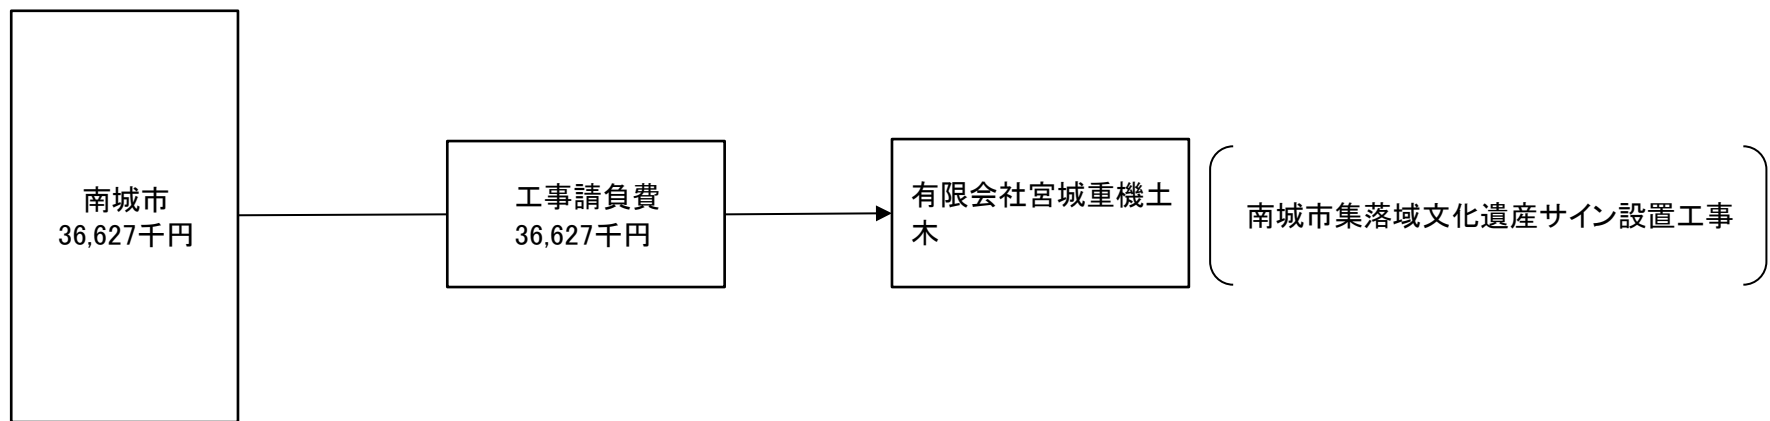 南城市
36,627千円
工事請負費
36,627千円
有限会社宮城重機土
木
南城市集落域文化遺産サイン設置工事